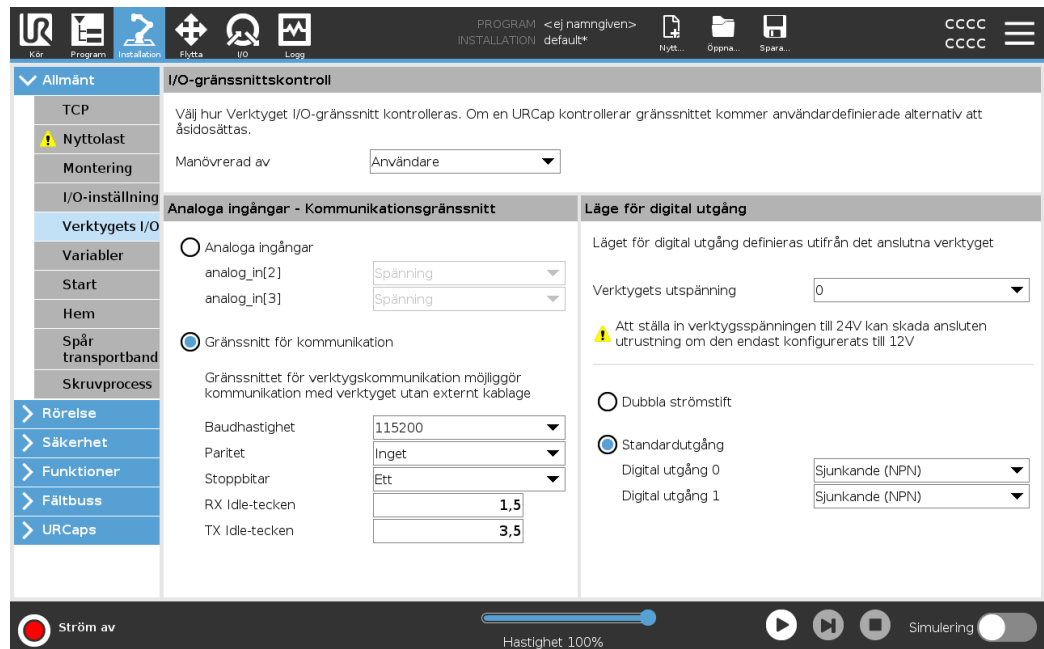 PROGRAM <ej namngiven>
INSTALLATION default*
Kör
Program
Installation
Flytta
I/O
Logg
Nytt...
Öppna...
Spara...
CCCC
CCCC
Allmänt
TCP
Nyttolast
Montering
I/O-inställning
Verktygets I/O
Variabler
Start
Hem
Spår
transportband
Skruvprocess
Rörelse
Säkerhet
Funktioner
Fältbuss
URCaps
I/O-gränssnittskontroll
Välj hur Verktyget I/O-gränssnitt kontrolleras. Om en URCap kontrollerar gränssnittet kommer användardefinierade alternativ att
åsidosättas.
Manövrerad av Användare
Analoga ingångar - Kommunikationsgränssnitt
Analoga ingångar
analog_in[2] Spänning
analog_in[3] Spänning
Gränssnitt för kommunikation
Gränssnittet för verktygskommunikation möjliggör
kommunikation med verktyget utan externt kablage
Baudhastighet 115200
Paritet Inget
Stoppbitar Ett
RX Idle-tecken 1,5
TX Idle-tecken 3,5
Läge för digital utgång
Läget för digital utgång definieras utifrån det anslutna verktyget
Verktygets utspänning 0
Att ställa in verktygsspänningen till 24V kan skada ansluten
utrustning om den endast konfigurerats till 12V
Dubbla strömstift
Standardutgång
Digital utgång 0 Sjunkande (NPN)
Digital utgång 1 Sjunkande (NPN)
Ström av
Hastighet 100%
Simulering